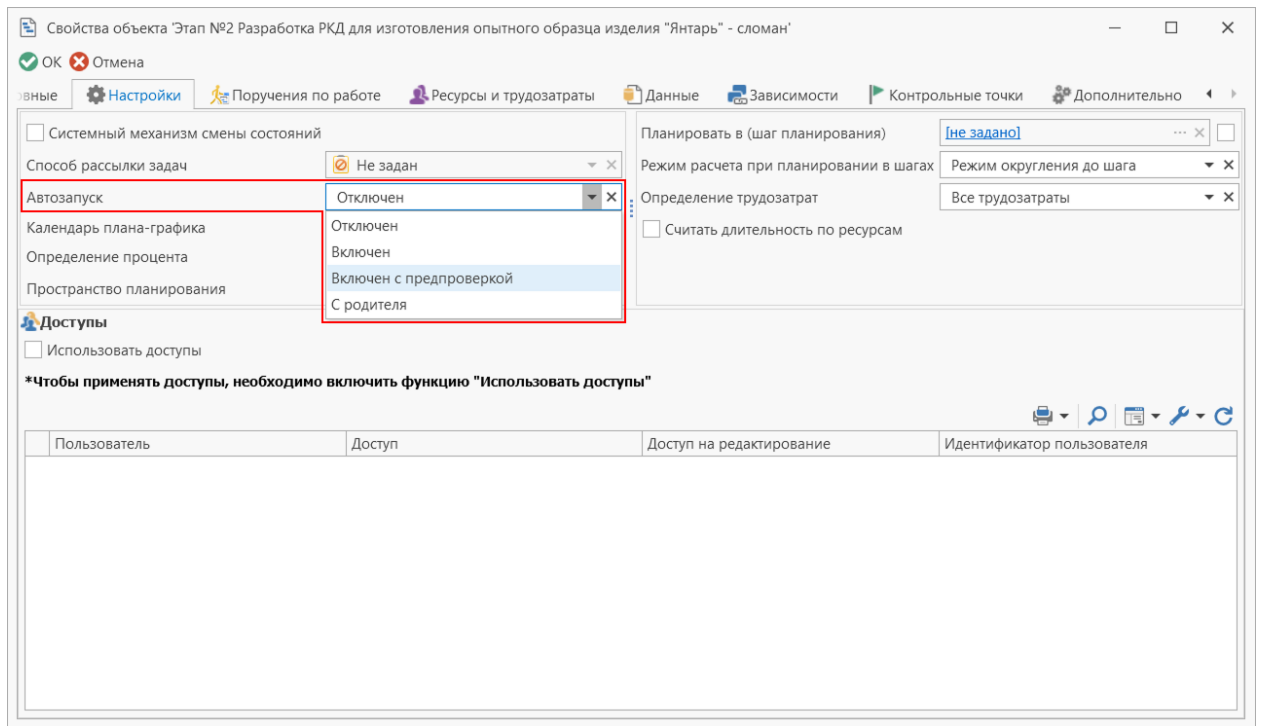 Свойства объекта 'Этап №2 Разработка РКД для изготовления опытного образца изделия "Янтарь" - сломан'
ОК Отмена
овные Настройки Поручения по работе Ресурсы и трудозатраты Данные Зависимости Контрольные точки Дополнительно
Системный механизм смены состояний
Способ рассылки задач Не задан
Автозапуск Отключен
Отключен
Включен
Включен с предпроверкой
С родителя
Календарь плана-графика
Определение процента
Пространство планирования
Планировать в (шаг планирования) [не задано]
Режим расчета при планировании в шагах Режим округления до шага
Определение трудозатрат Все трудозатраты
Считать длительность по ресурсам
Доступы
Использовать доступы
*Чтобы применять доступы, необходимо включить функцию "Использовать доступы"
Пользователь Доступ Доступ на редактирование Идентификатор пользователя